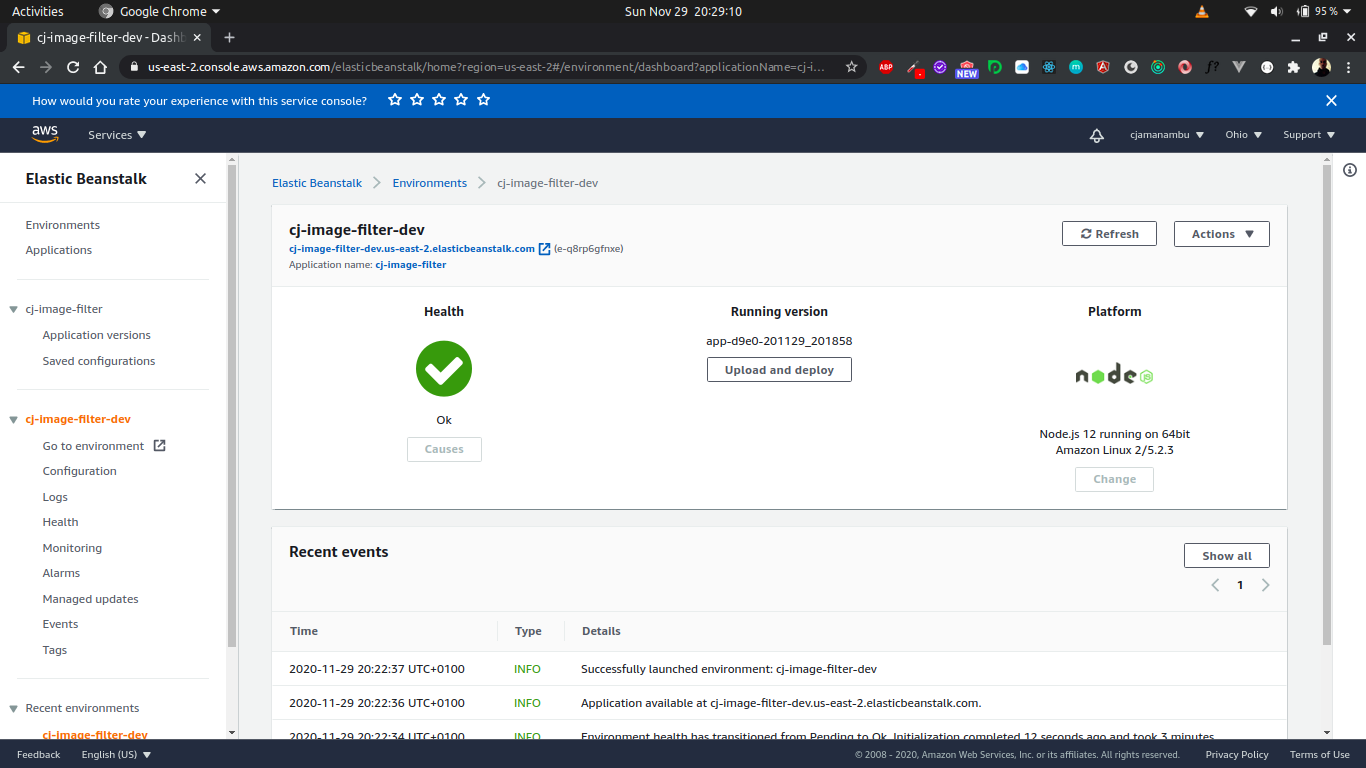 Activities
Google Chrome
Sun Nov 29 20:29:10
95 %
cj-image-filter-dev - Dashb
us-east-2.console.aws.amazon.com/elasticbeanstalk/home?region=us-east-2#/environment/dashboard?applicationName=cj-i...
ABP
NEW
How would you rate your experience with this service console?
aws
Services
cjamanambu
Ohio
Support
Elastic Beanstalk
Environments
Applications
cj-image-filter
Application versions
Saved configurations
cj-image-filter-dev
Go to environment
Configuration
Logs
Health
Monitoring
Alarms
Managed updates
Events
Tags
Recent environments
cj-image-filter-dev
Elastic Beanstalk > Environments > cj-image-filter-dev
cj-image-filter-dev
cj-image-filter-dev.us-east-2.elasticbeanstalk.com (e-q8rp6gfnxe)
Application name: cj-image-filter
Refresh
Actions
Health
Ok
Causes
Running version
app-d9e0-201129_201858
Upload and deploy
Platform
node js
Node.js 12 running on 64bit
Amazon Linux 2/5.2.3
Change
Recent events
Show all
1
Time Type Details
2020-11-29 20:22:37 UTC+0100 INFO Successfully launched environment: cj-image-filter-dev
2020-11-29 20:22:36 UTC+0100 INFO Application available at cj-image-filter-dev.us-east-2.elasticbeanstalk.com.
2020-11-29 20:22:34 UTC+0100 INFO Environment health has transitioned from Pending to Ok. Initialization completed 12 seconds ago and took 3 minutes.
Feedback
English (US)
© 2008 - 2020, Amazon Web Services, Inc. or its affiliates. All rights reserved.
Privacy Policy
Terms of Use